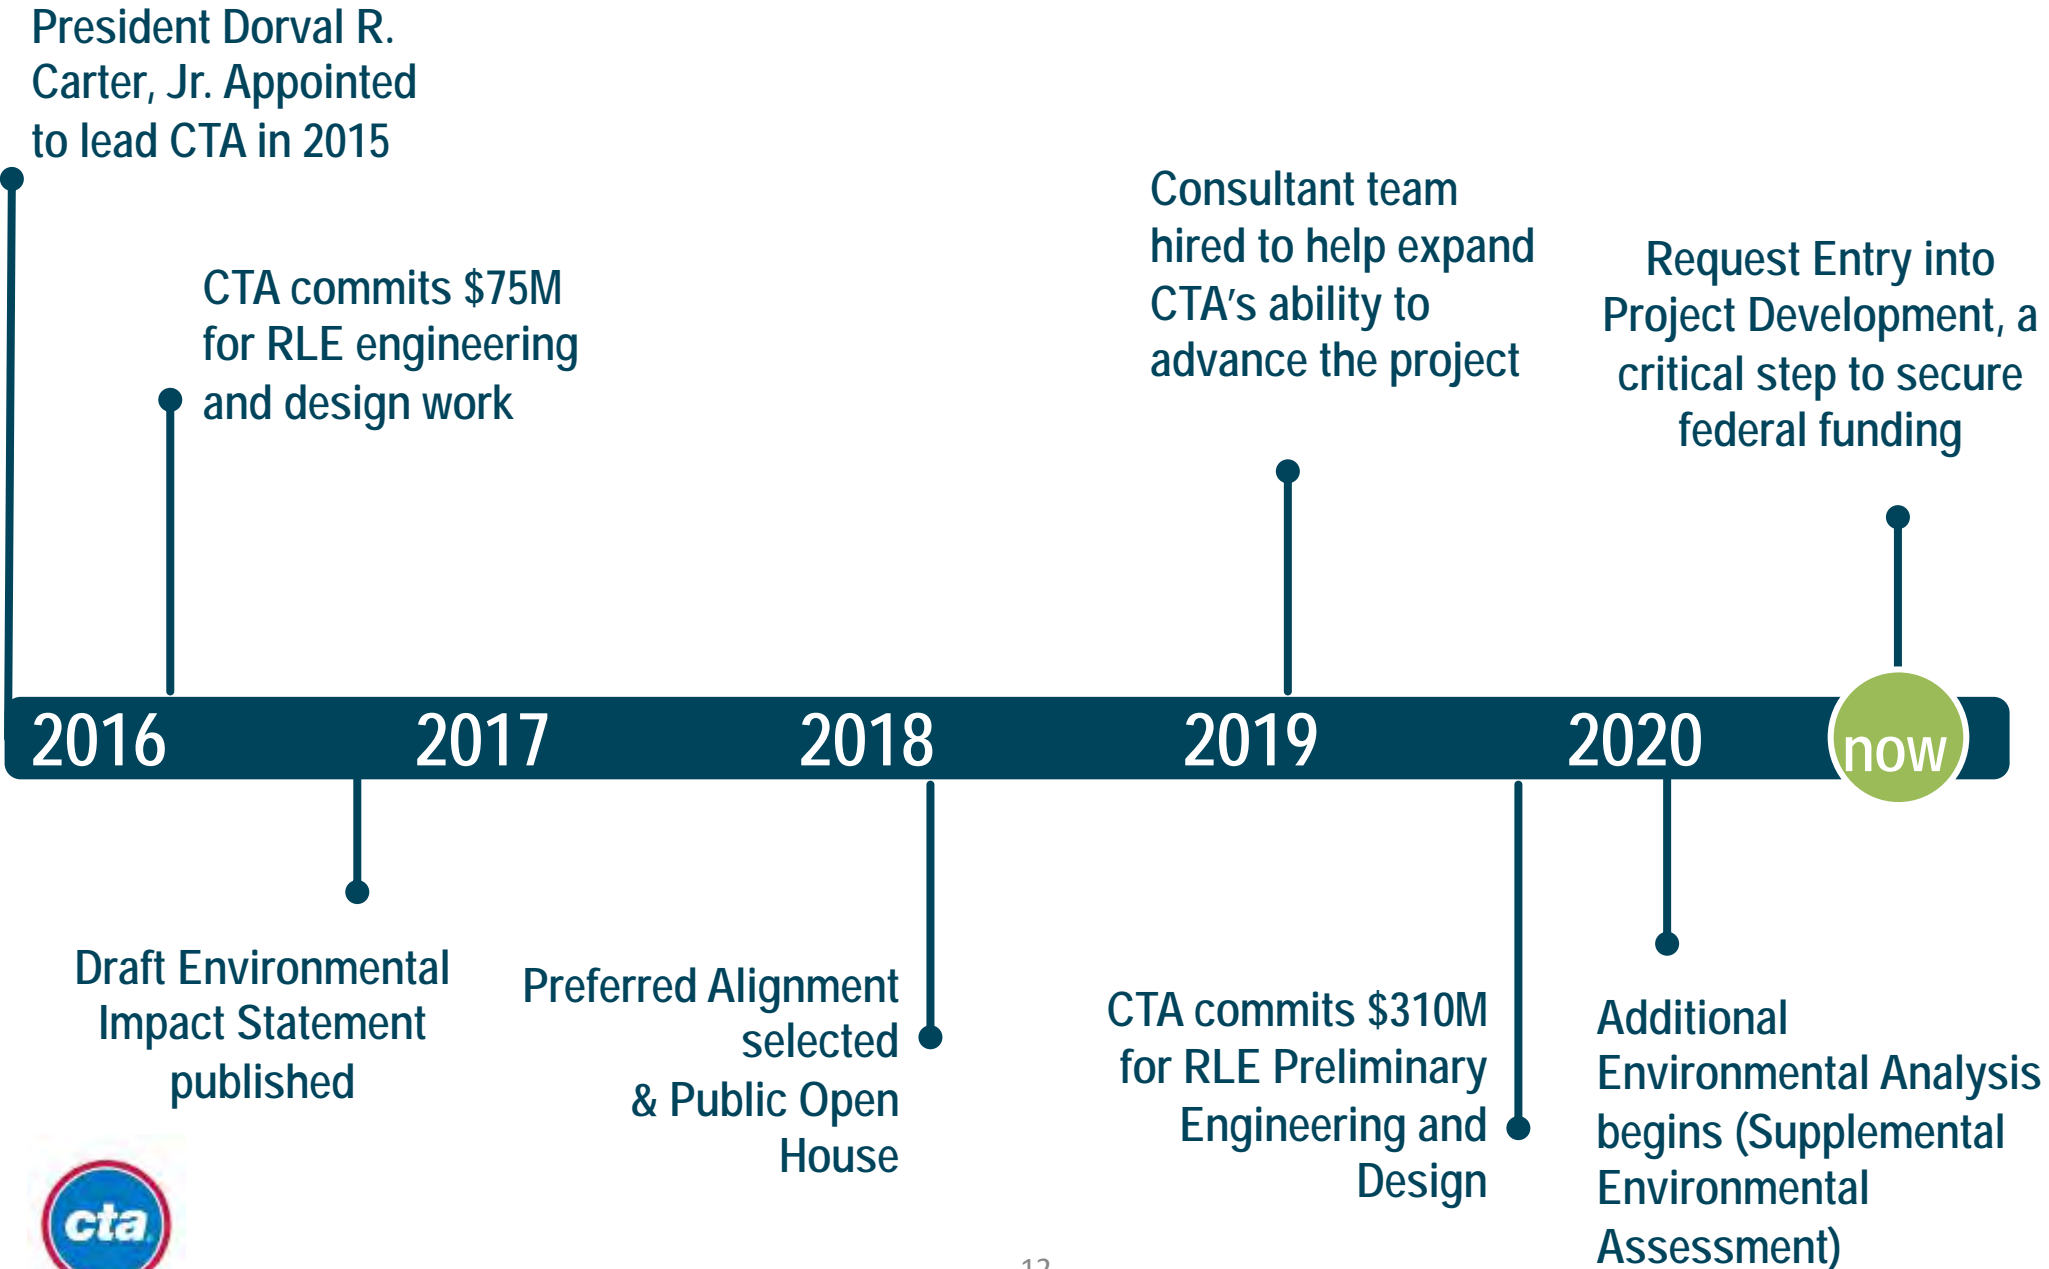 President Dorval R.
Carter, Jr. Appointed
to lead CTA in 2015
CTA commits $75M
for RLE engineering
and design work
Consultant team
hired to help expand
CTA's ability to
advance the project
Request Entry into
Project Development, a
critical step to secure
federal funding
2016
2017
2018
2019
2020
now
Draft Environmental
Impact Statement
published
Preferred Alignment
selected
& Public Open
House
CTA commits $310M
for RLE Preliminary
Engineering and
Design
Additional
Environmental Analysis
begins (Supplemental
Environmental
Assessment)
cta
12